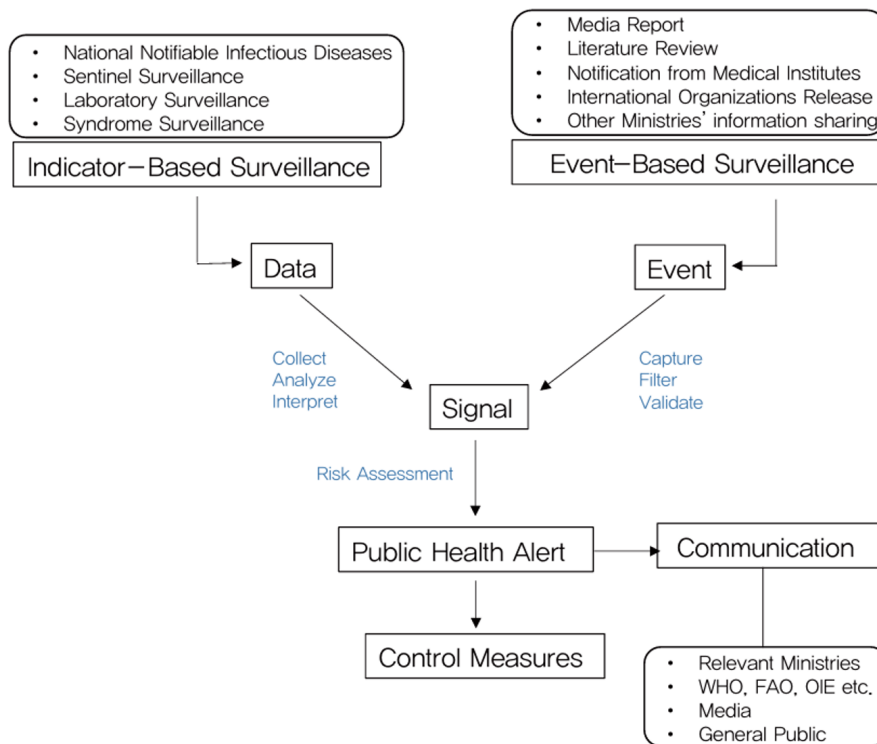 • National Notifiable Infectious Diseases
• Sentinel Surveillance
• Laboratory Surveillance
• Syndrome Surveillance
Indicator-Based Surveillance
• Media Report
• Literature Review
• Notification from Medical Institutes
• International Organizations Release
• Other Ministries' information sharing
Event-Based Surveillance
Data
Event
Collect
Analyze
Interpret
Capture
Filter
Validate
Signal
Risk Assessment
Public Health Alert
Communication
Control Measures
• Relevant Ministries
• WHO, FAO, OIE etc.
• Media
• General Public